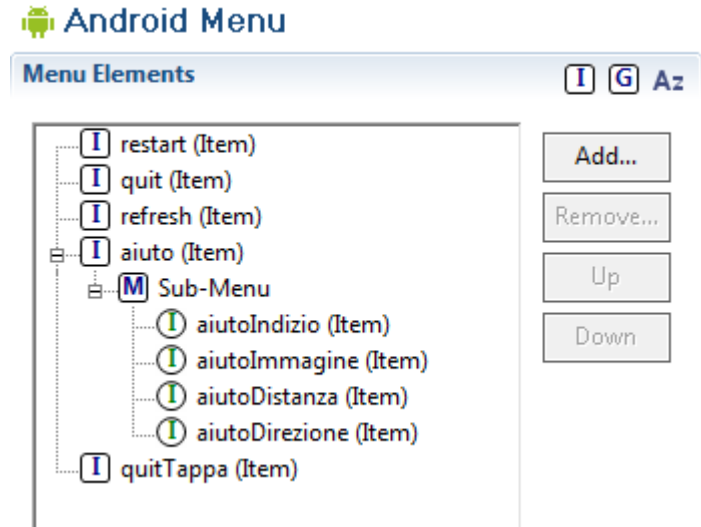 Android Menu
Menu Elements I G Az
I restart (Item)
I quit (Item)
I refresh (Item)
I aiuto (Item)
M Sub-Menu
I aiutoIndizio (Item)
I aiutoImmagine (Item)
I aiutoDistanza (Item)
I aiutoDirezione (Item)
I quitTappa (Item)
Add...
Remove...
Up
Down